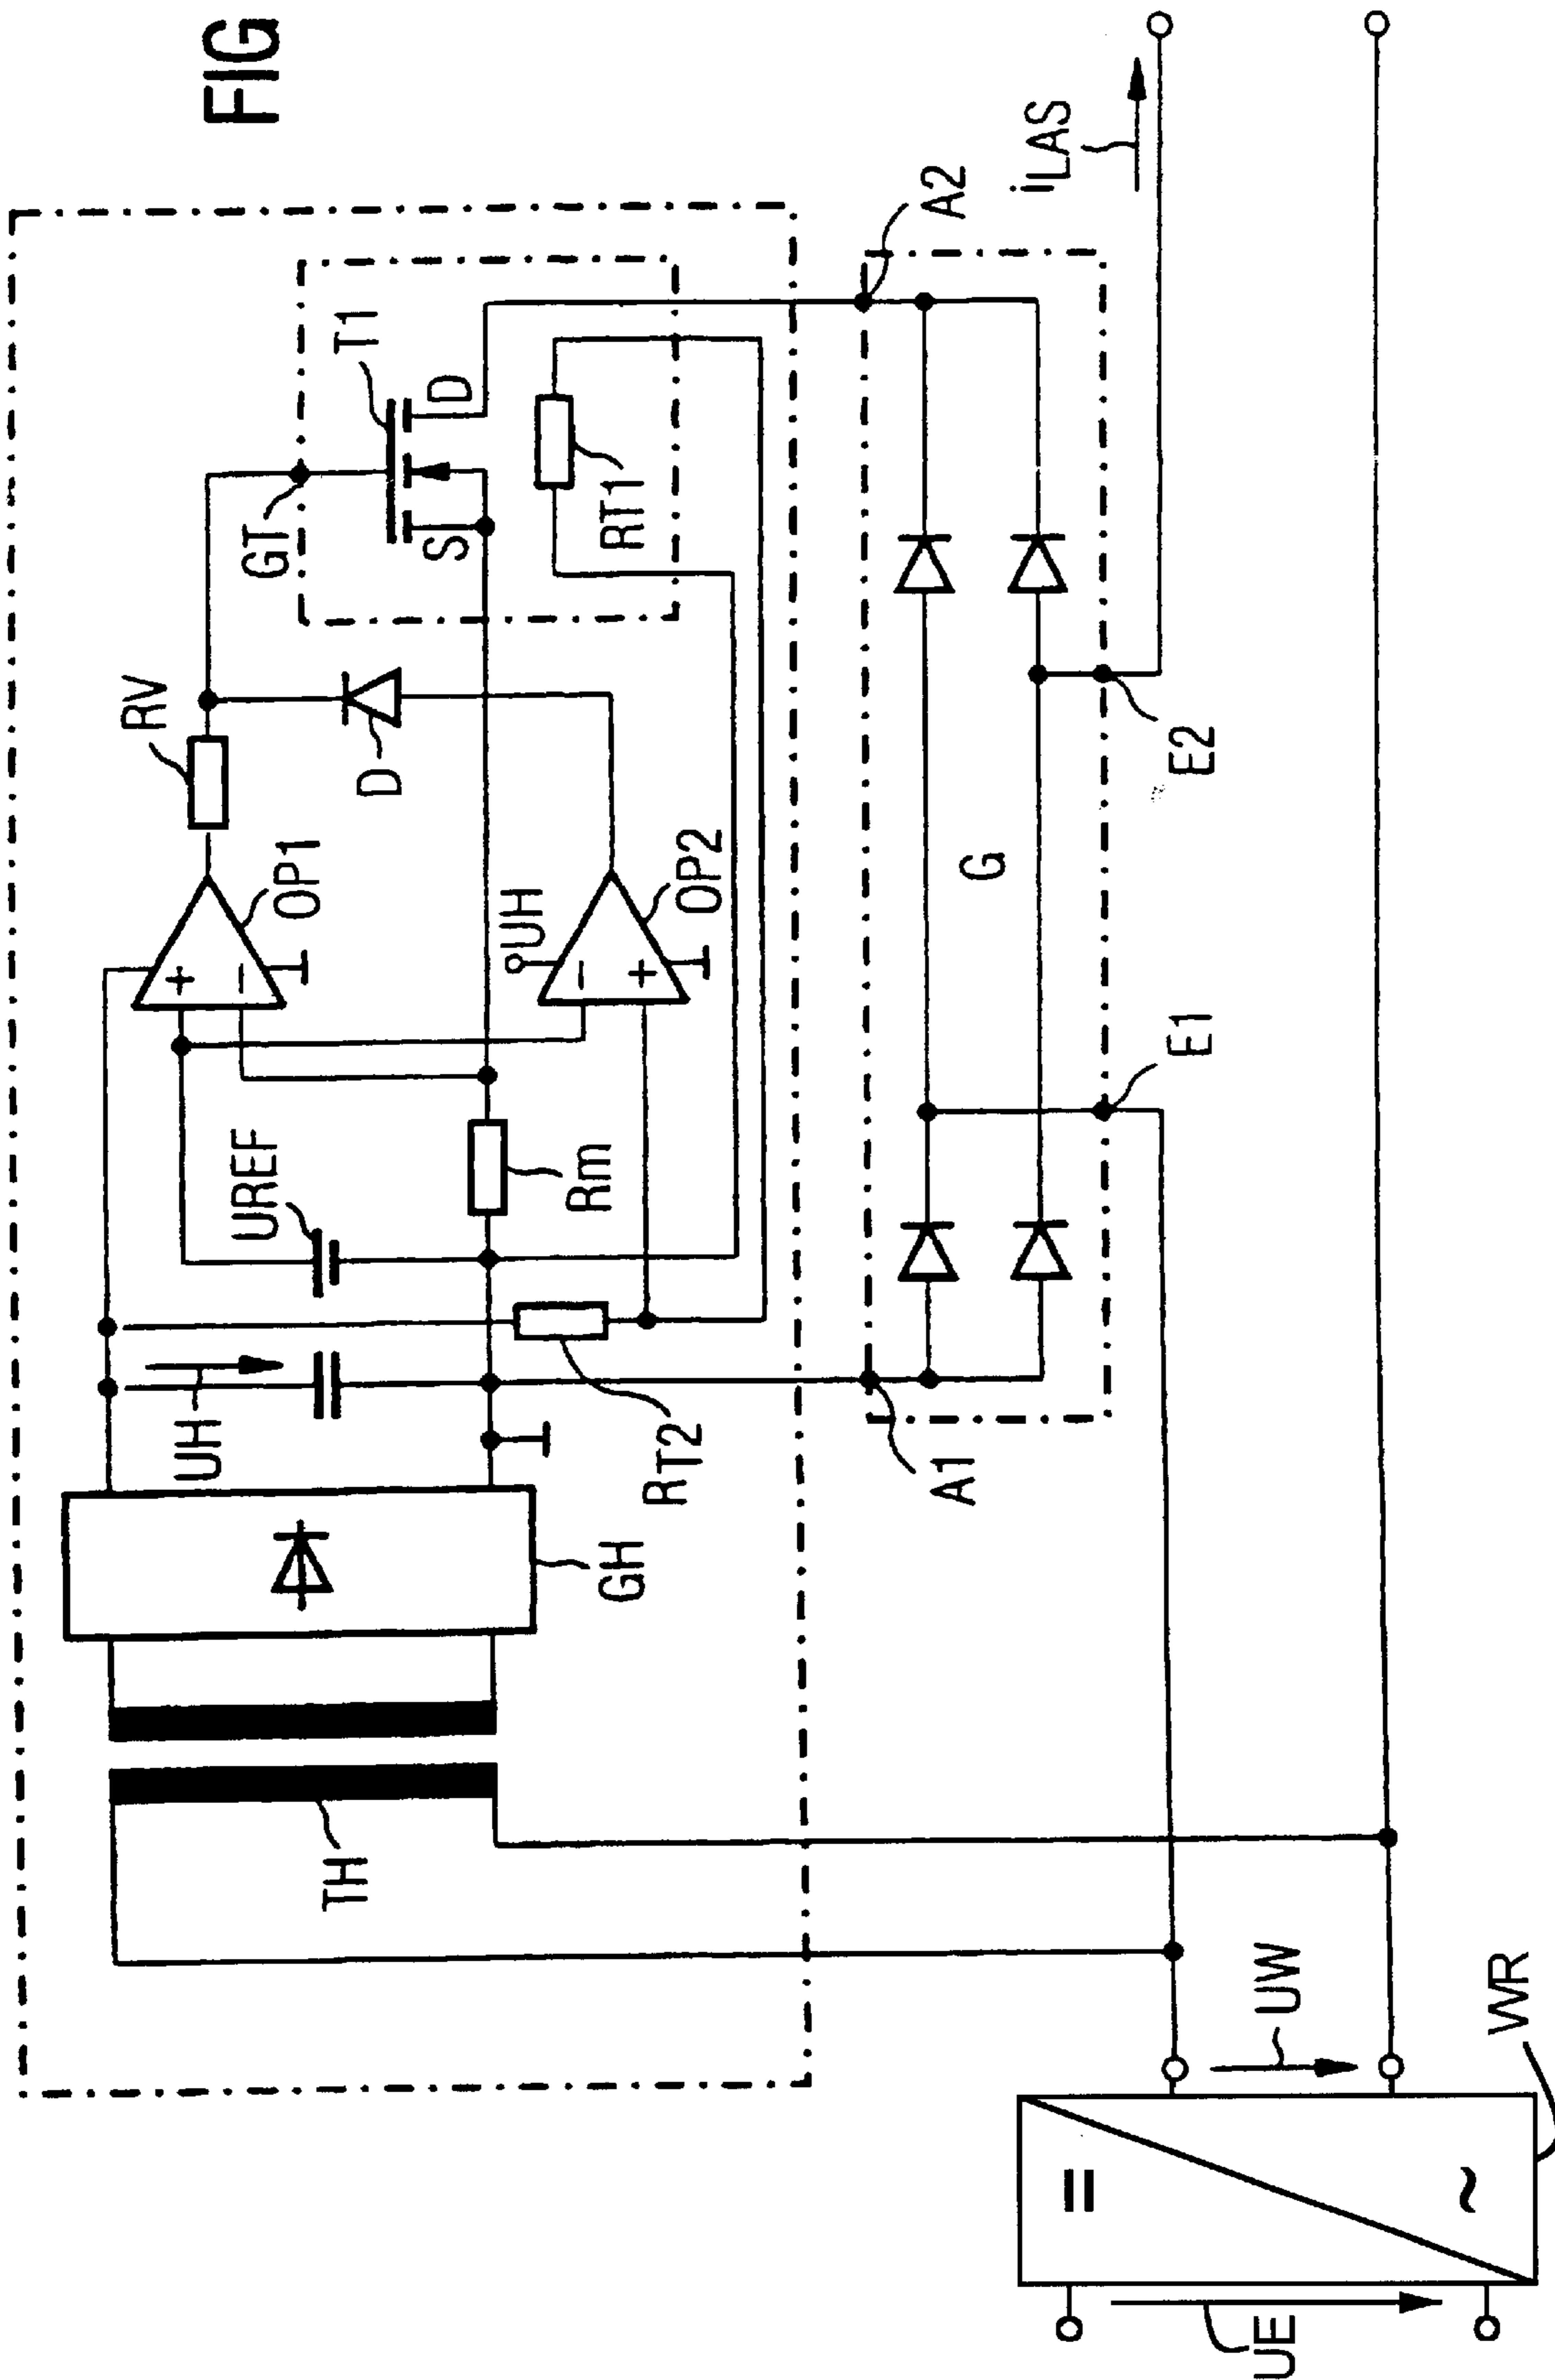 FIG
TH
GH
UH
RT2
UREF
Rm
+
−
OP1
UH
−
+
OP2
RV
D
GT
T1
S
D
RT1
A1
A2
G
E1
E2
iLAS
UE
=
~
UW
WR